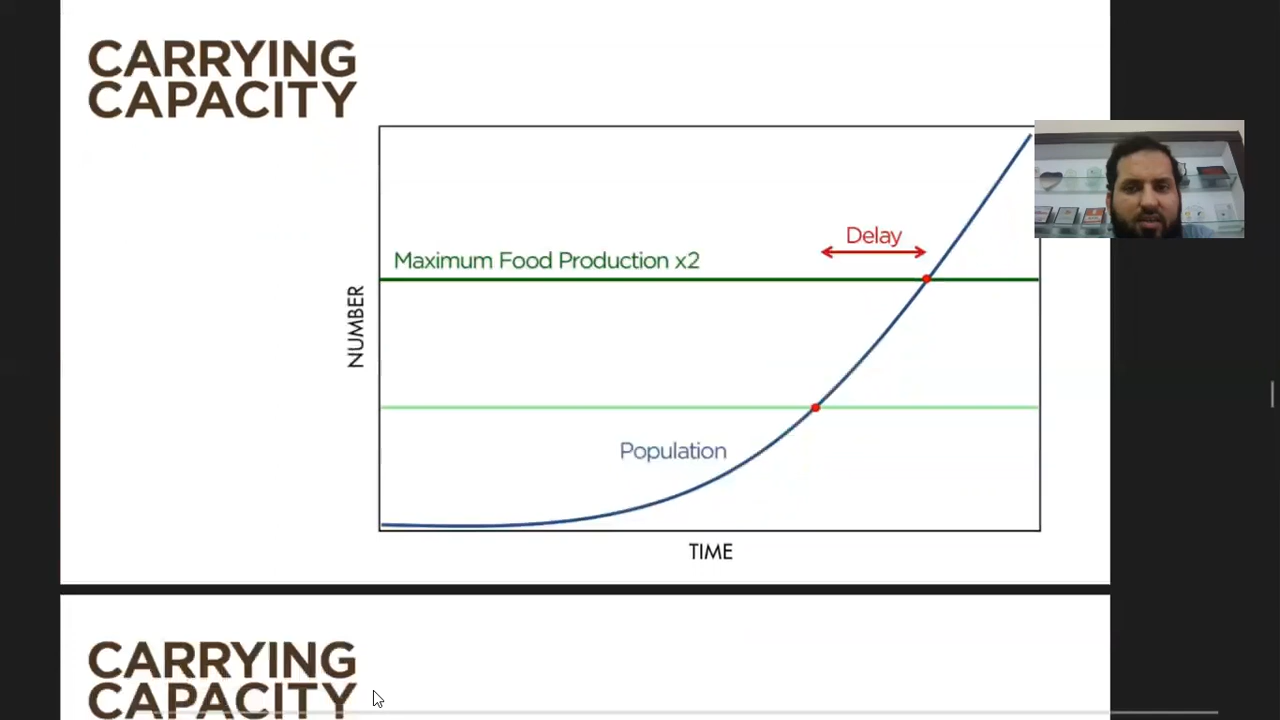 CARRYING
CAPACITY
Delay
Maximum Food Production x2
NUMBER
Population
TIME
CARRYING
CAPACITY